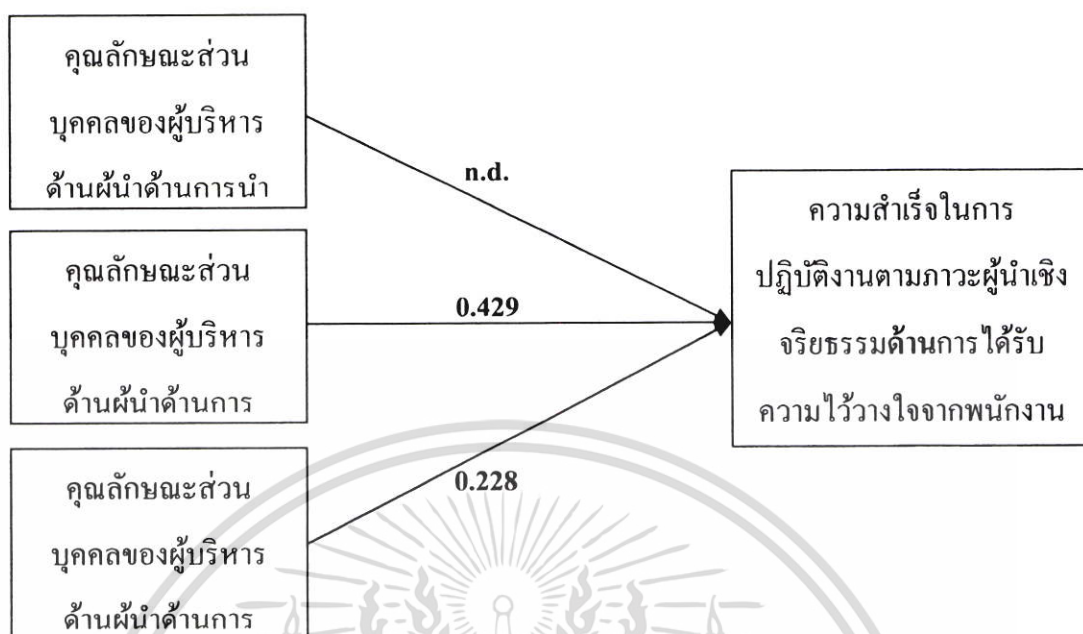 คุณลักษณะส่วน
บุคคลของผู้บริหาร
ด้านผ้นำด้านการนำ
n.d.
คุณลักษณะส่วน
บุคคลของผู้บริหาร
ด้านผ้นำด้านการ
0.429
คุณลักษณะส่วน
บุคคลของผู้บริหาร
ด้านผ้นำด้านการ
0.228
ความสำเร็จในการ
ปฏิบัติงานตามภาวะผู้นำเชิง
จริยธรรมด้านการได้รับ
ความไว้วางใจจากพนักงาน